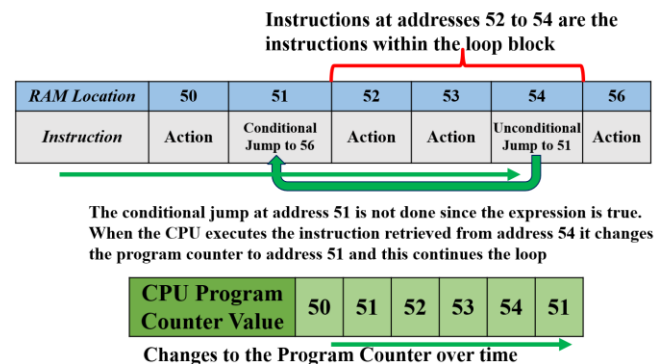 Instructions at addresses 52 to 54 are the
instructions within the loop block
RAM Location 50 51 52 53 54 56
Instruction Action Conditional Jump to 56 Action Action Unconditional Jump to 51 Action
The conditional jump at address 51 is not done since the expression is true.
When the CPU executes the instruction retrieved from address 54 it changes
the program counter to address 51 and this continues the loop
CPU Program Counter Value 50 51 52 53 54 51
Changes to the Program Counter over time